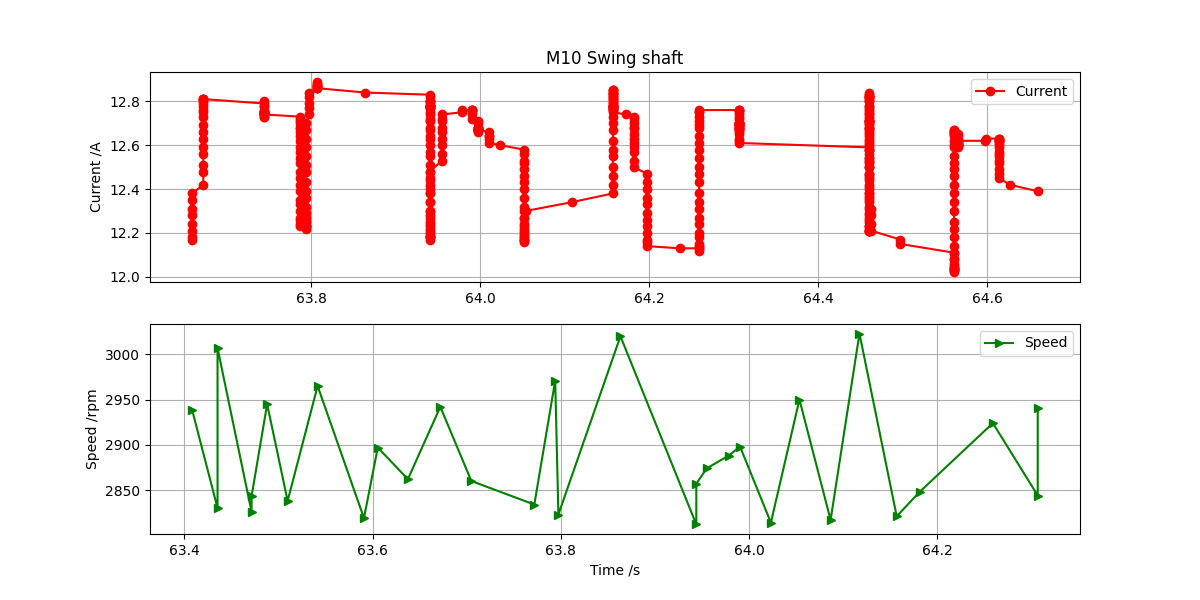 M10 Swing shaft
Current /A
12.8
12.6
12.4
12.2
12.0
Current
63.8 64.0 64.2 64.4 64.6
Speed /rpm
3000
2950
2900
2850
Speed
63.4 63.6 63.8 64.0 64.2
Time /s